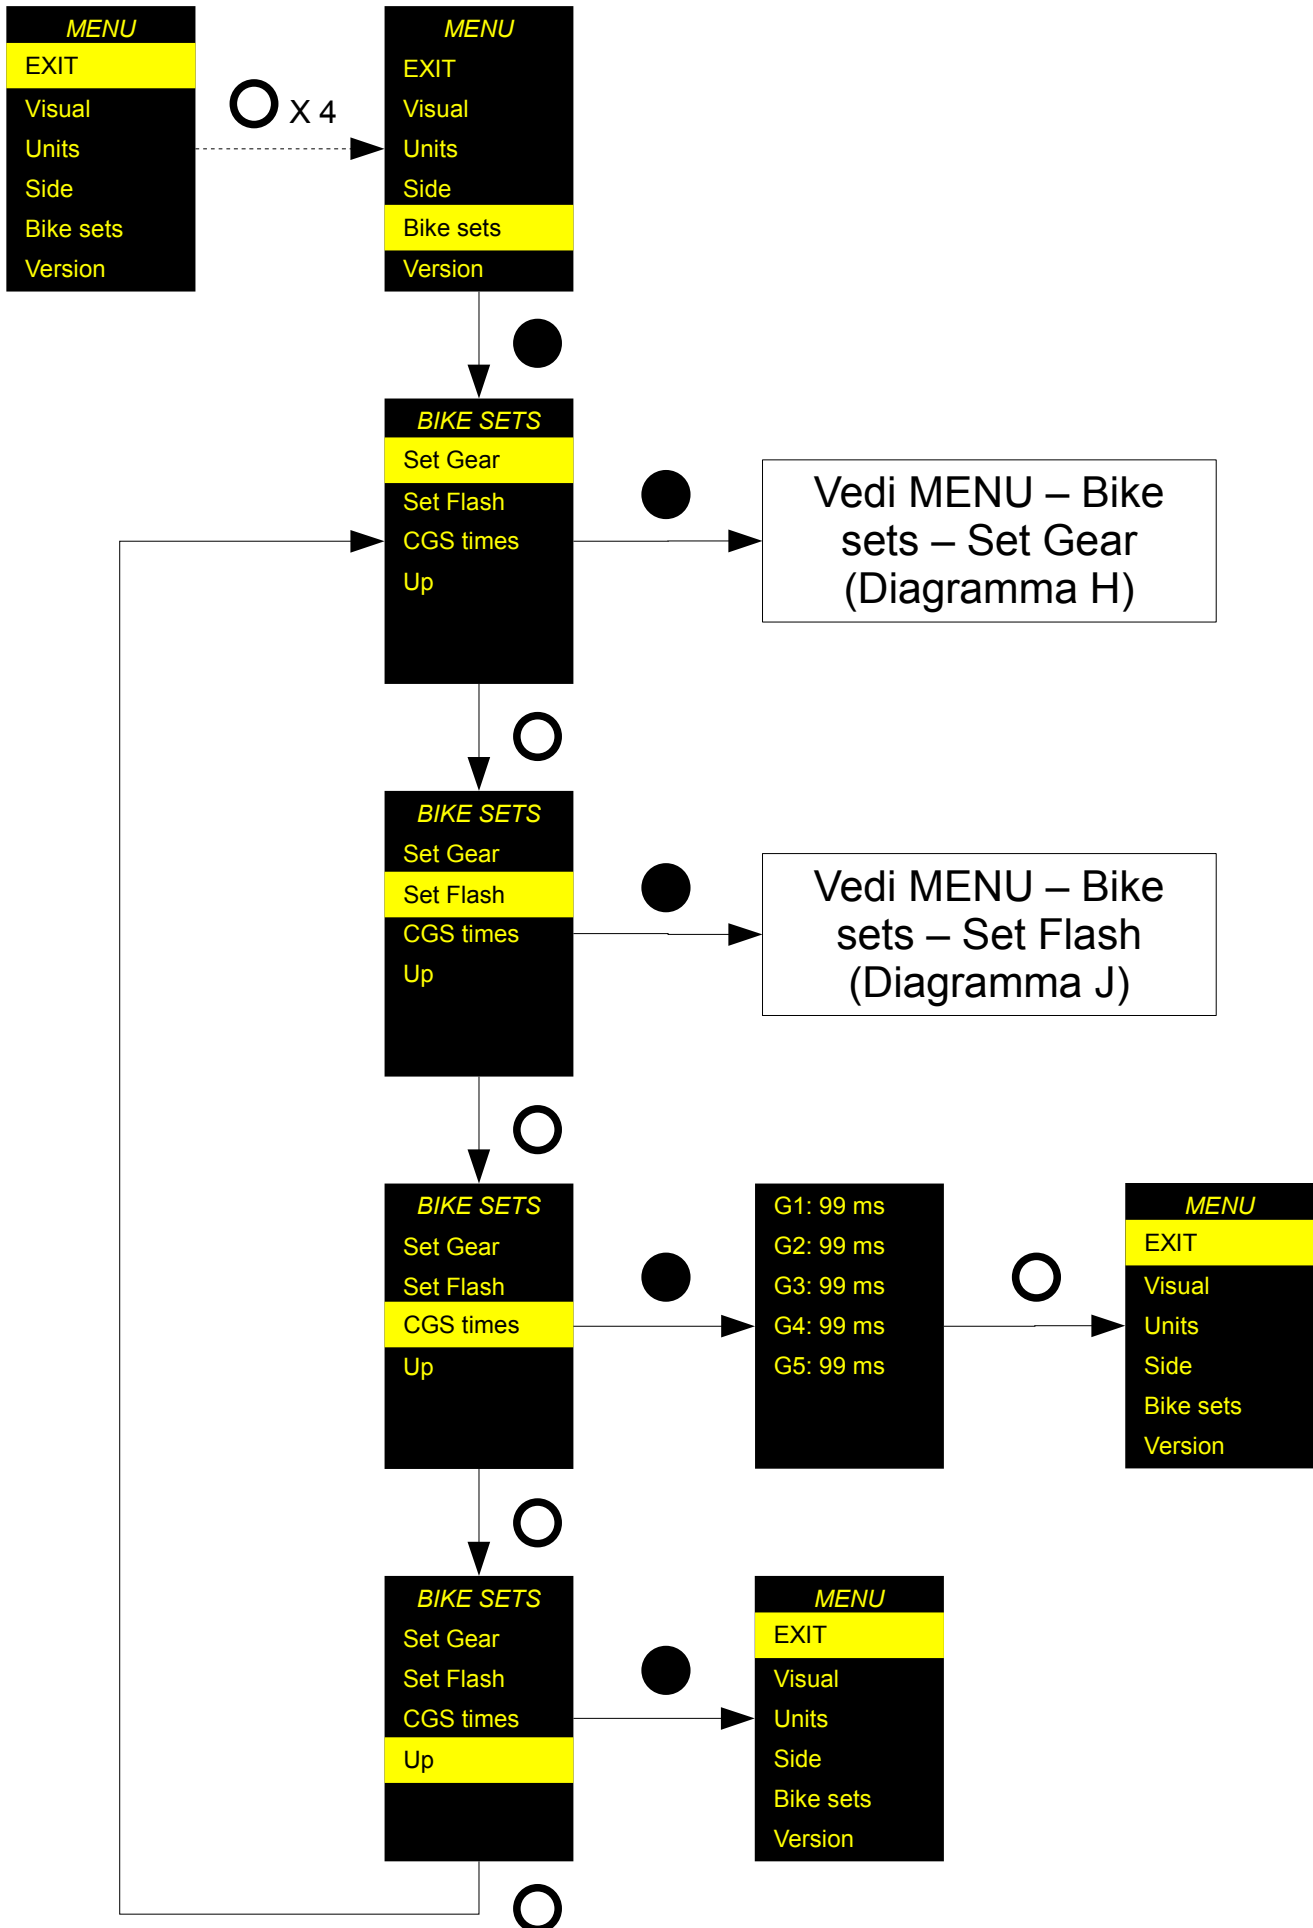 MENU
EXIT
Visual
Units
Side
Bike sets
Version
X 4
MENU
EXIT
Visual
Units
Side
Bike sets
Version
BIKE SETS
Set Gear
Set Flash
CGS times
Up
Vedi MENU – Bike
sets – Set Gear
(Diagramma H)
BIKE SETS
Set Gear
Set Flash
CGS times
Up
Vedi MENU – Bike
sets – Set Flash
(Diagramma J)
BIKE SETS
Set Gear
Set Flash
CGS times
Up
G1: 99 ms
G2: 99 ms
G3: 99 ms
G4: 99 ms
G5: 99 ms
MENU
EXIT
Visual
Units
Side
Bike sets
Version
BIKE SETS
Set Gear
Set Flash
CGS times
Up
MENU
EXIT
Visual
Units
Side
Bike sets
Version